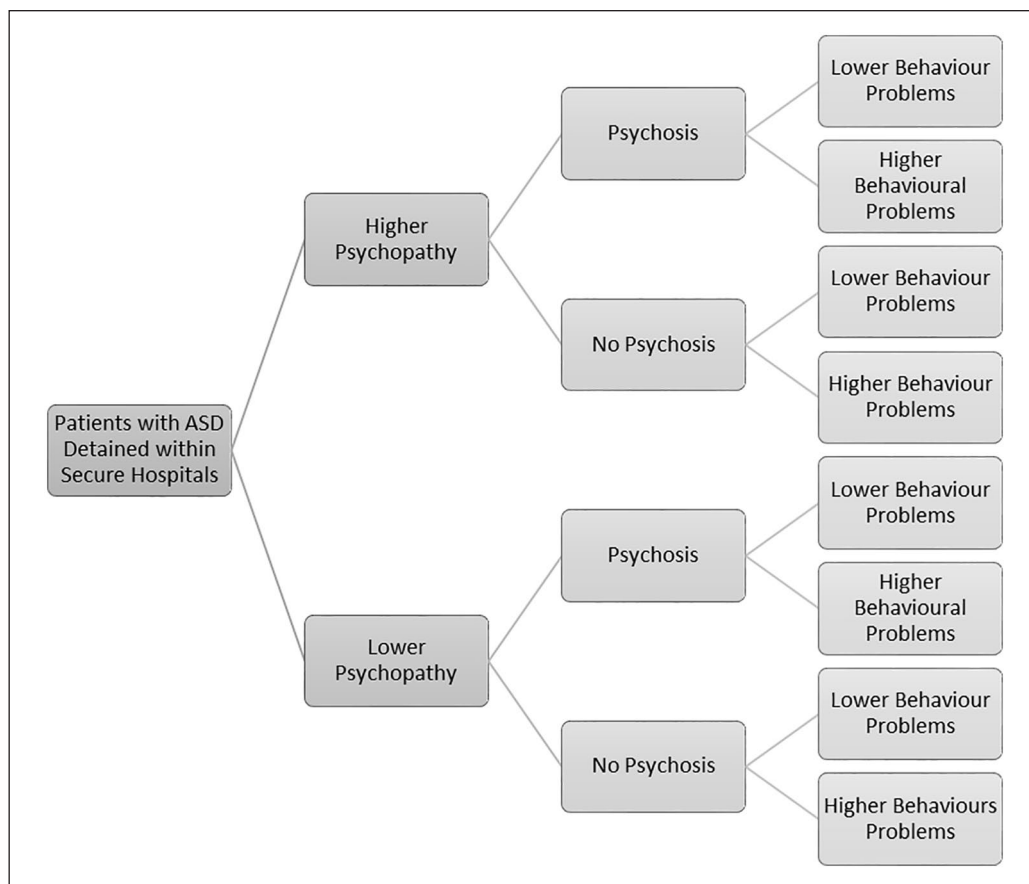 Patients with ASD
Detained within
Secure Hospitals
Higher
Psychopathy
Psychosis
Lower Behaviour
Problems
Higher
Behavioural
Problems
No Psychosis
Lower Behaviour
Problems
Higher Behaviour
Problems
Lower
Psychopathy
Psychosis
Lower Behaviour
Problems
Higher
Behavioural
Problems
No Psychosis
Lower Behaviour
Problems
Higher Behaviours
Problems